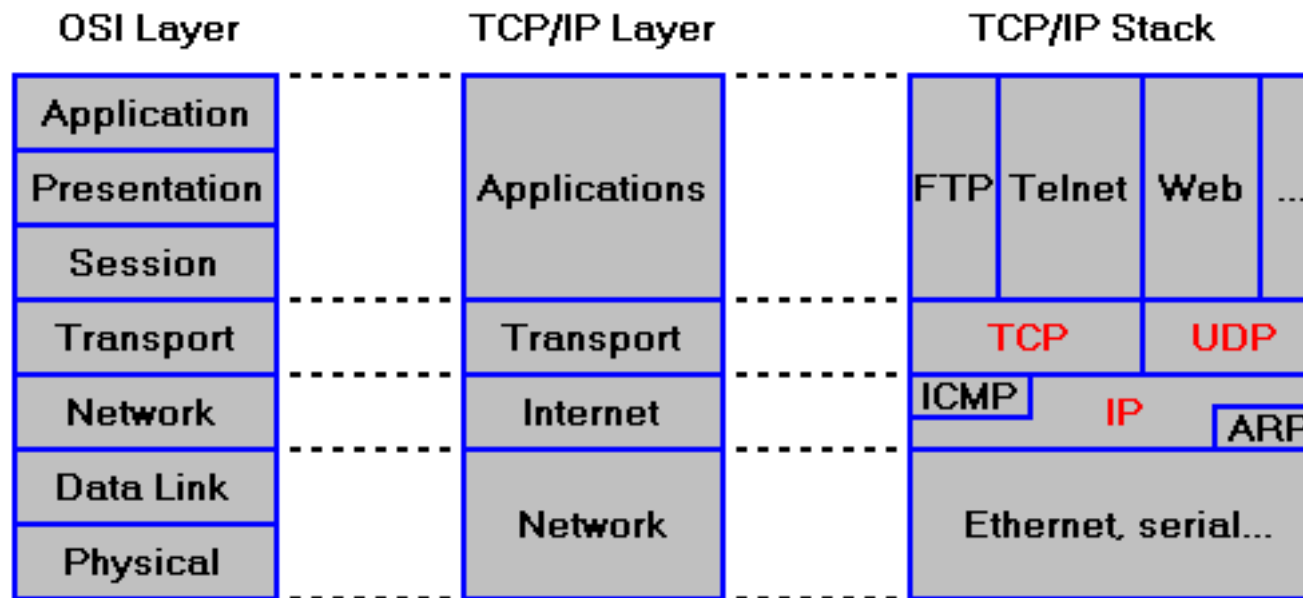 OSI Layer
TCP/IP Layer
TCP/IP Stack
Application
Presentation
Session
Transport
Network
Data Link
Physical
Applications
Transport
Internet
Network
FTP
Telnet
Web
...
TCP
UDP
ICMP
IP
ARP
Ethernet, serial...